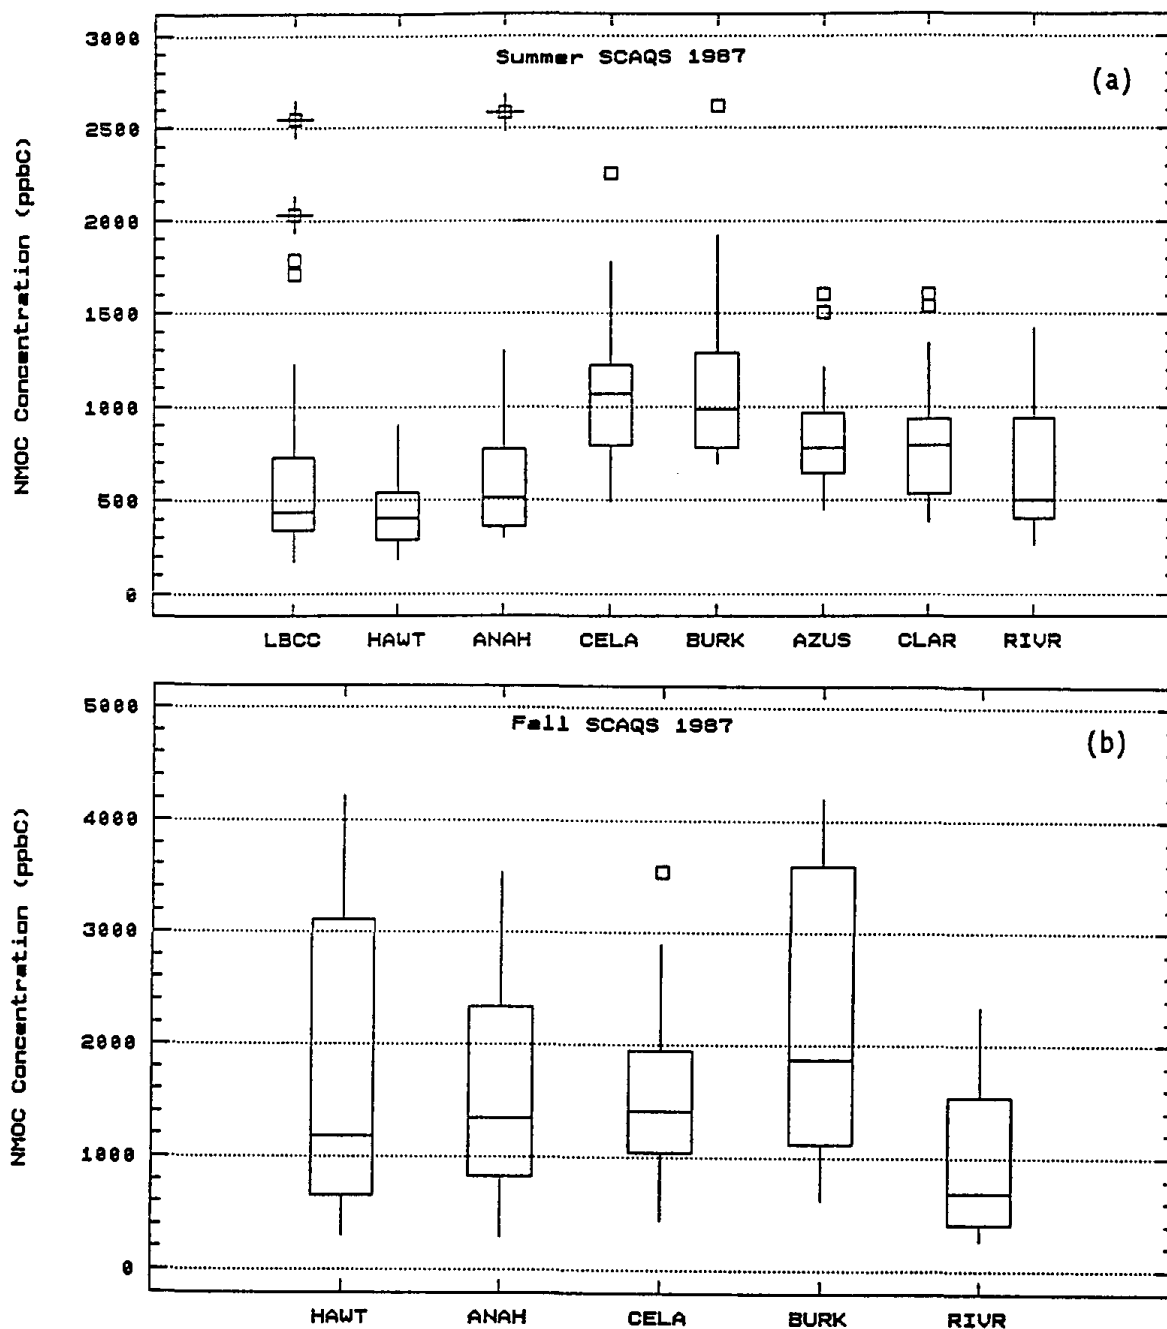 Summer SCAQS 1987
(a)
NMOC Concentration (ppbC)
3000
2500
2000
1500
1000
500
0
LBCC HAWT ANAH CELA BURK AZUS CLAR RIVR
Fall SCAQS 1987
(b)
NMOC Concentration (ppbC)
5000
4000
3000
2000
1000
0
HAWT ANAH CELA BURK RIVR